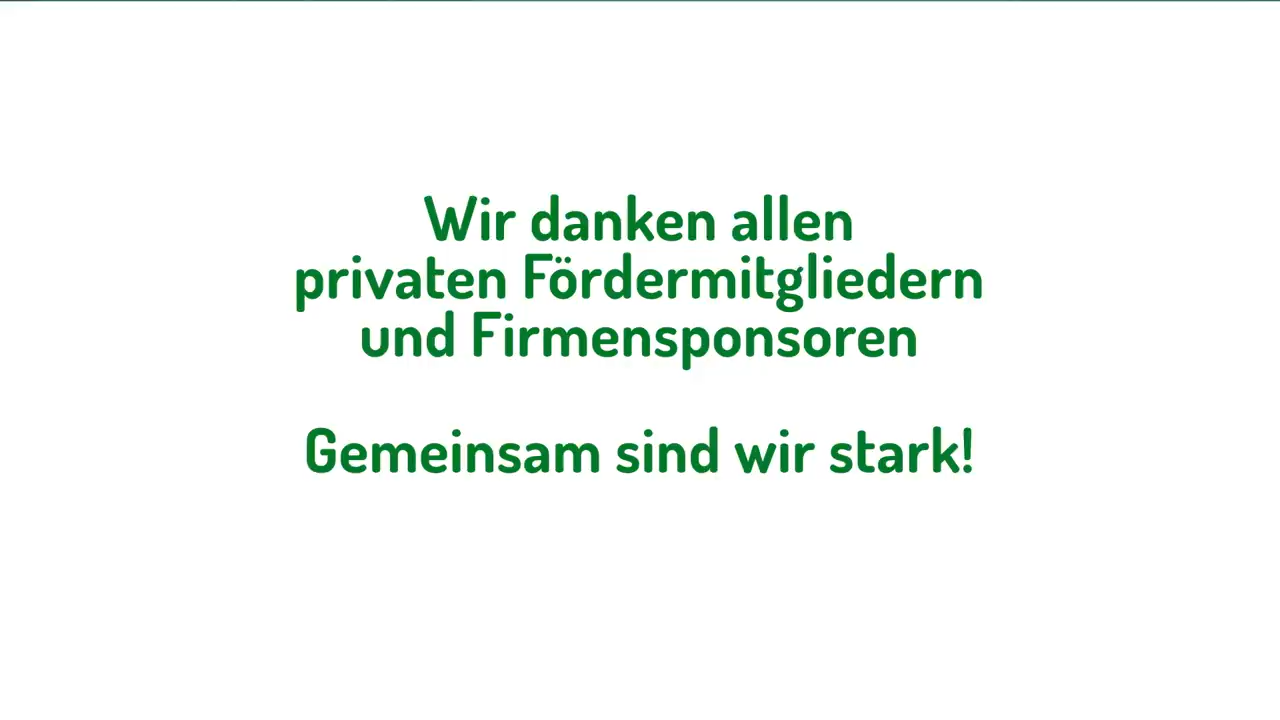 Wir danken allen
privaten Fördermitgliedern
und Firmensponsoren
Gemeinsam sind wir stark!